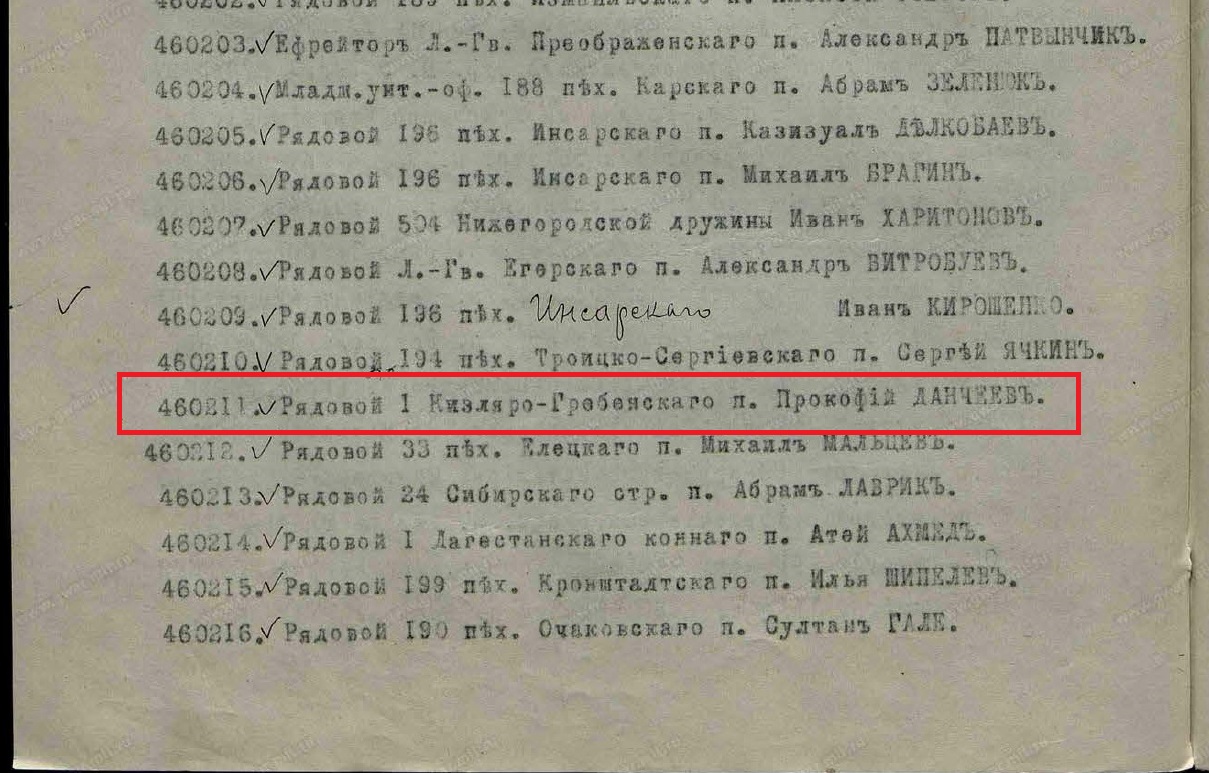 460203.✓Ефрейторъ Л.-Гв. Преображенскаго п. Александръ ПАТВЫНЧИКЪ.
460204.✓Младш.унт.-оф. 188 пѣх. Карскаго п. Абрамъ ЗЕЛЕНЮКЪ.
460205.✓Рядовой 196 пѣх. Инсарскаго п. Казизуалъ ДѢЛКОБАЕВЪ.
460206.✓Рядовой 196 пѣх. Инсарскаго п. Михаилъ БРАГИНЪ.
460207.✓Рядовой 504 Нижегородской дружины Иванъ ХАРИТОНОВЪ.
460208.✓Рядовой Л.-Гв. Егерскаго п. Александръ ВИТРОБУЕВЪ.
✓ 460209.✓Рядовой 196 пѣх. Инсарскаго Иванъ КИРОШЕНКО.
460210.✓Рядовой 194 пѣх. Троицко-Сергіевскаго п. Сергѣй ЯЧКИНЪ.
460211.✓Рядовой I Кизляро-Гребенскаго п. Прокофій ДАНЧЕЕВЪ.
460212.✓ Рядовой 33 пѣх. Елецкаго п. Михаилъ МАЛЬЦЕВЪ.
460213.✓Рядовой 24 Сибирскаго стр. п. Абрамъ ЛАВРИКЪ.
460214.✓Рядовой I Дагестанскаго коннаго п. Атей АХМЕДЪ.
460215.✓Рядовой 199 пѣх. Кронштадтскаго п. Илья ШИПЕЛЕВЪ.
460216.✓Рядовой 190 пѣх. Очаковскаго п. Султанъ ГАЛЕ.